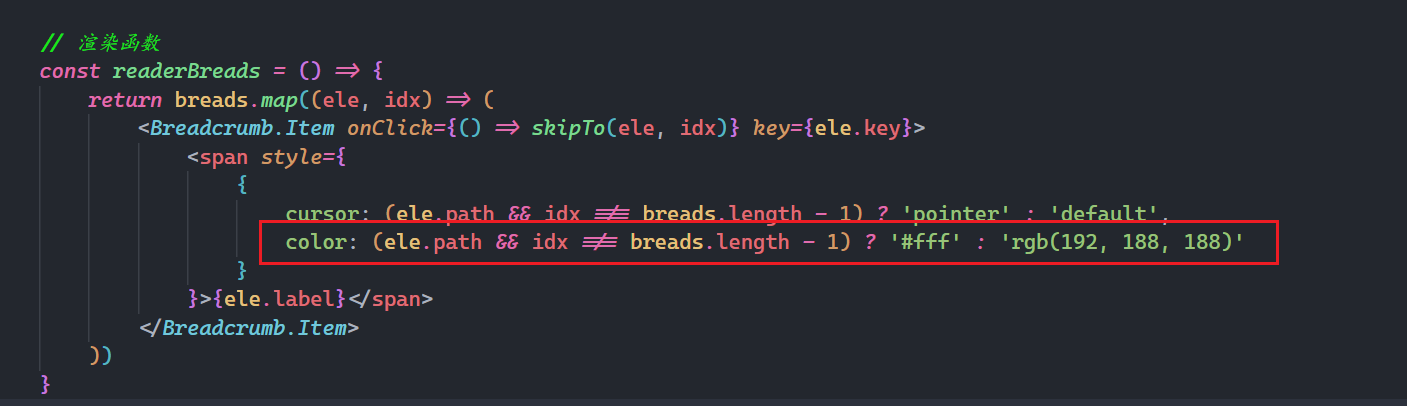 // 渲染函数
const readerBreads = () => {
return breads.map((ele, idx) => (
<Breadcrumb.Item onClick={() => skipTo(ele, idx)} key={ele.key}>
<span style={
{
cursor: (ele.path && idx !== breads.length - 1) ? 'pointer' : 'default',
color: (ele.path && idx !== breads.length - 1) ? '#fff' : 'rgb(192, 188, 188)'
}
}>{ele.label}</span>
</Breadcrumb.Item>
))
}